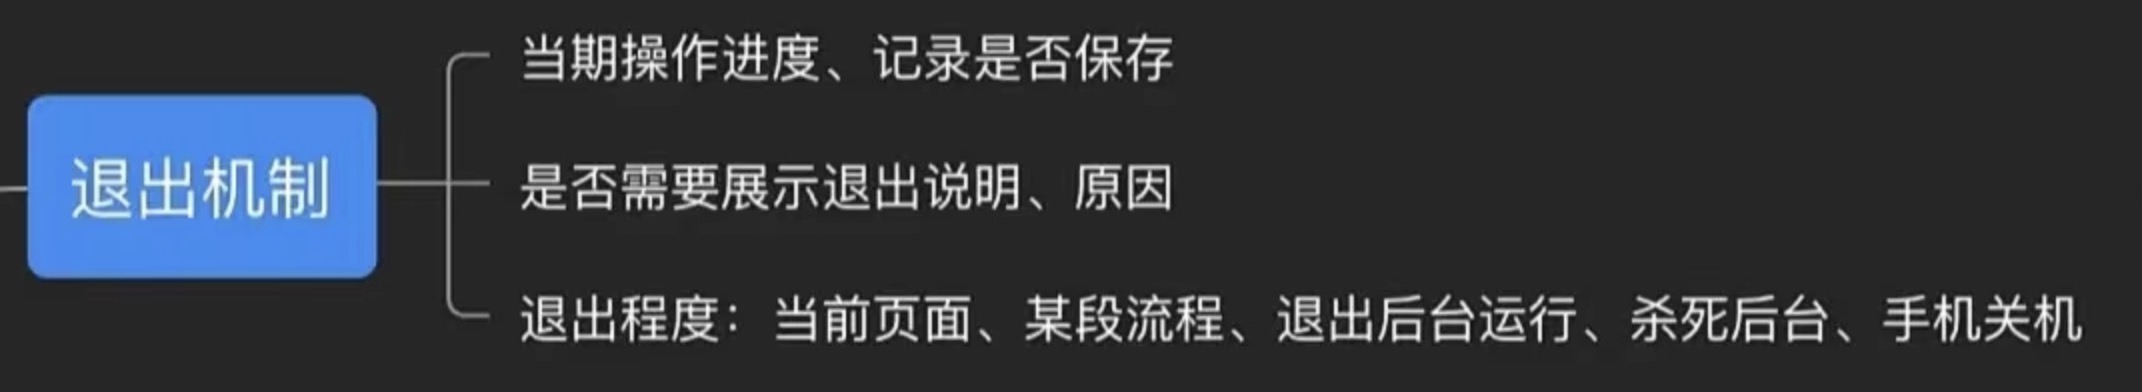 退出机制
当期操作进度、记录是否保存
是否需要展示退出说明、原因
退出程度：当前页面、某段流程、退出后台运行、杀死后台、手机关机